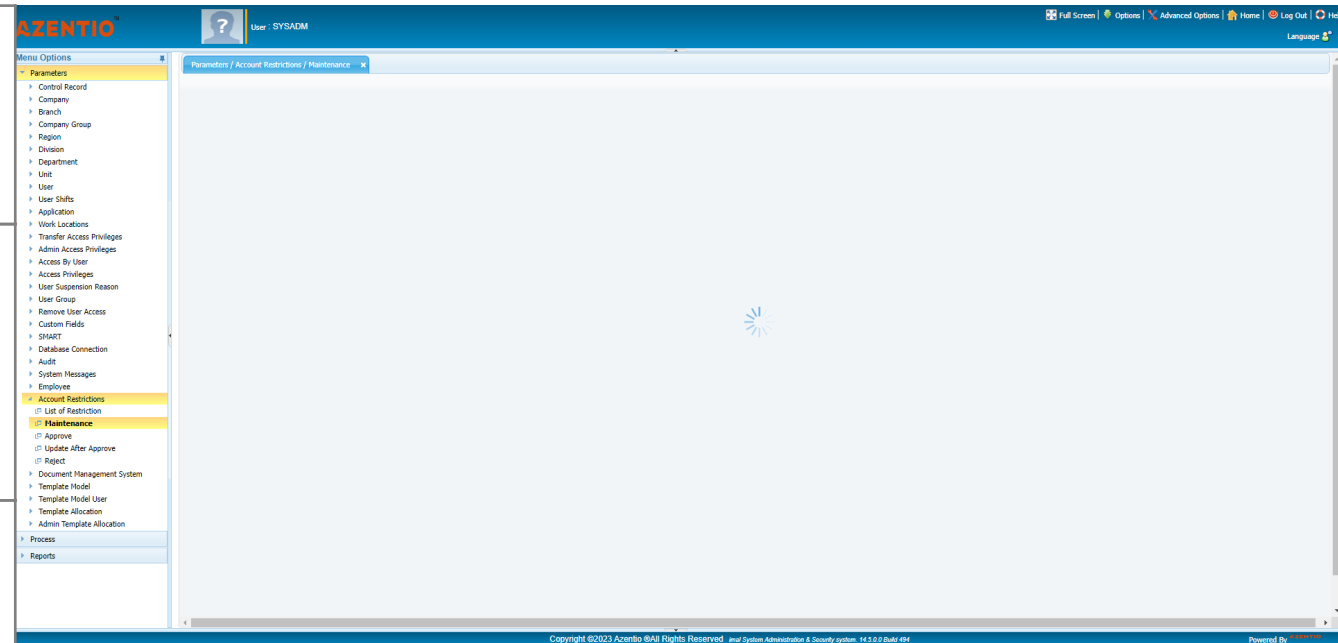 AZENTIO™
User : SYSADM
Full Screen | Options | Advanced Options | Home | Log Out | He
Language
Menu Options
Parameters / Account Restrictions / Maintenance
Parameters
Control Record
Company
Branch
Company Group
Region
Division
Department
Unit
User
User Shifts
Application
Work Locations
Transfer Access Privileges
Admin Access Privileges
Access By User
Access Privileges
User Suspension Reason
User Group
Remove User Access
Custom Fields
SMART
Database Connection
Audit
System Messages
Employee
Account Restrictions
List of Restriction
Maintenance
Approve
Update After Approve
Reject
Document Management System
Template Model
Template Model User
Template Allocation
Admin Template Allocation
Process
Reports
Copyright ©2023 Azentio ®All Rights Reserved imal System Administration & Security system. 14.5.0.0 Build 494
Powered By AZENTIO